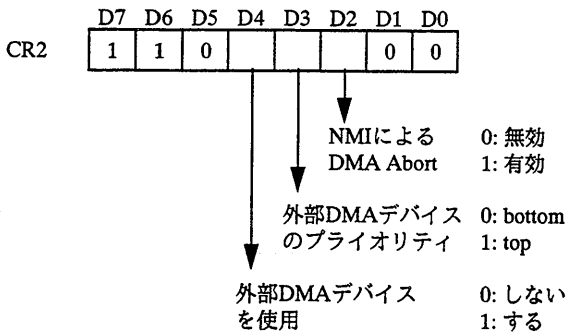 D7 D6 D5 D4 D3 D2 D1 D0
CR2 1 1 0 0 0
NMIによる 0: 無効
DMA Abort 1: 有効
外部DMAデバイス 0: bottom
のプライオリティ 1: top
外部DMAデバイス 0: しない
を使用 1: する